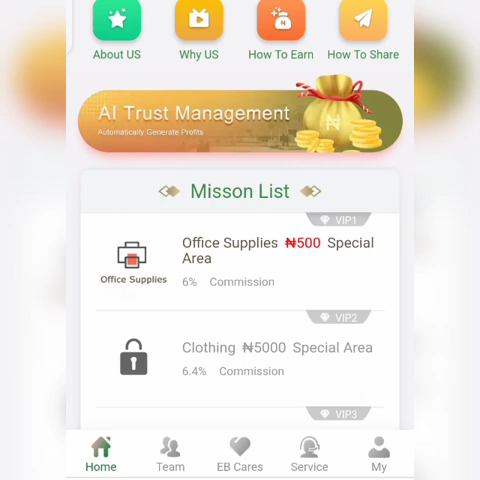 About US
Why US
How To Earn
How To Share
AI Trust Management
Automatically Generate Profits
₦
Misson List
VIP1
Office Supplies ₦500 Special
Area
Office Supplies
6% Commission
VIP2
Clothing ₦5000 Special Area
6.4% Commission
VIP3
Home
Team
EB Cares
Service
My